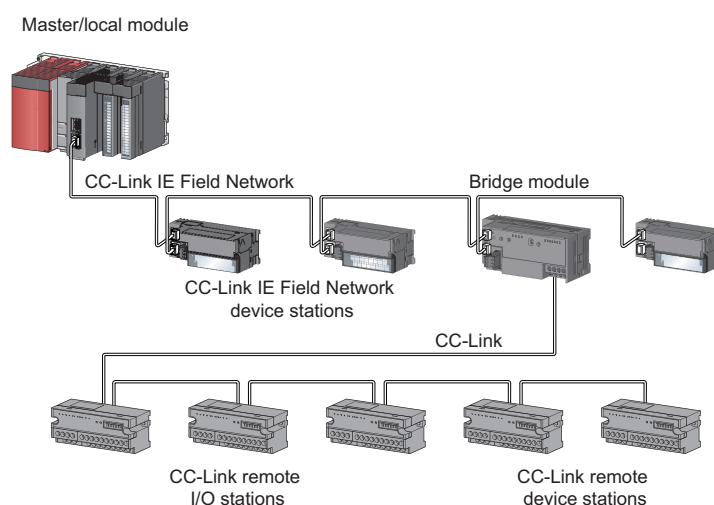 Master/local module
CC-Link IE Field Network
Bridge module
CC-Link IE Field Network
device stations
CC-Link
CC-Link remote
I/O stations
CC-Link remote
device stations